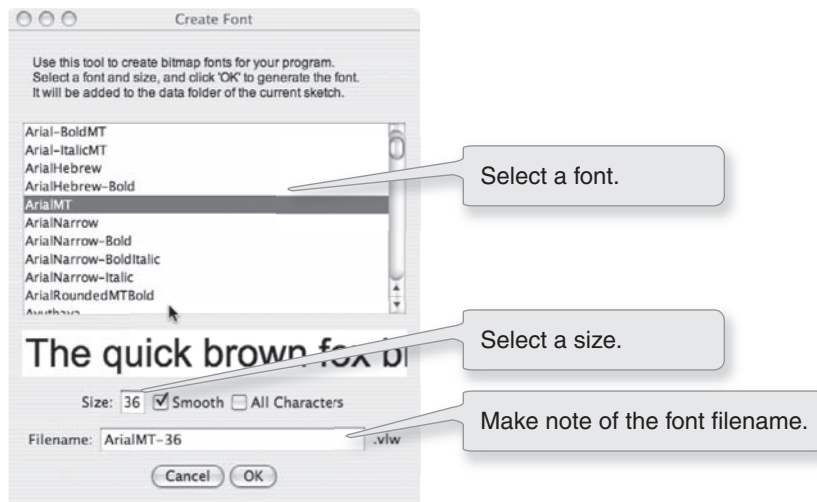 Create Font
Use this tool to create bitmap fonts for your program.
Select a font and size, and click 'OK' to generate the font.
It will be added to the data folder of the current sketch.
Arial-BoldMT
Arial-ItalicMT
ArialHebrew
ArialHebrew-Bold
ArialMT
ArialNarrow
ArialNarrow-Bold
ArialNarrow-BoldItalic
ArialNarrow-Italic
ArialRoundedMTBold
Ayuthaya
Select a font.
The quick brown fox bl
Select a size.
Size: 36 Smooth All Characters
Make note of the font filename.
Filename: ArialMT-36 .vlw
Cancel OK